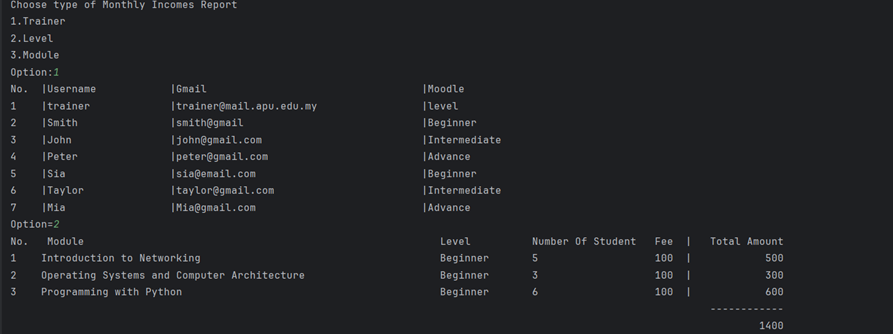 Choose type of Monthly Incomes Report
1.Trainer
2.Level
3.Module
Option:1
No. |Username |Gmail |Moodle
1 |trainer |trainer@mail.apu.edu.my |level
2 |Smith |smith@gmail |Beginner
3 |John |john@gmail.com |Intermediate
4 |Peter |peter@gmail.com |Advance
5 |Sia |sia@email.com |Beginner
6 |Taylor |taylor@gmail.com |Intermediate
7 |Mia |Mia@gmail.com |Advance
Option=2
No. Module Level Number Of Student Fee | Total Amount
1 Introduction to Networking Beginner 5 100 | 500
2 Operating Systems and Computer Architecture Beginner 3 100 | 300
3 Programming with Python Beginner 6 100 | 600
------------
1400